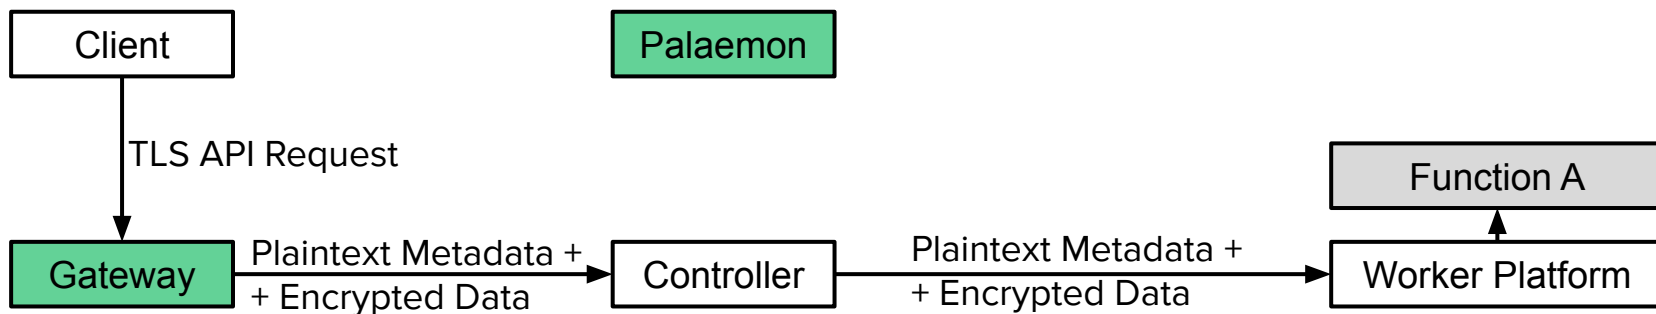 Client
Palaemon
TLS API Request
Function A
Gateway
Plaintext Metadata +
+ Encrypted Data
Controller
Plaintext Metadata +
+ Encrypted Data
Worker Platform